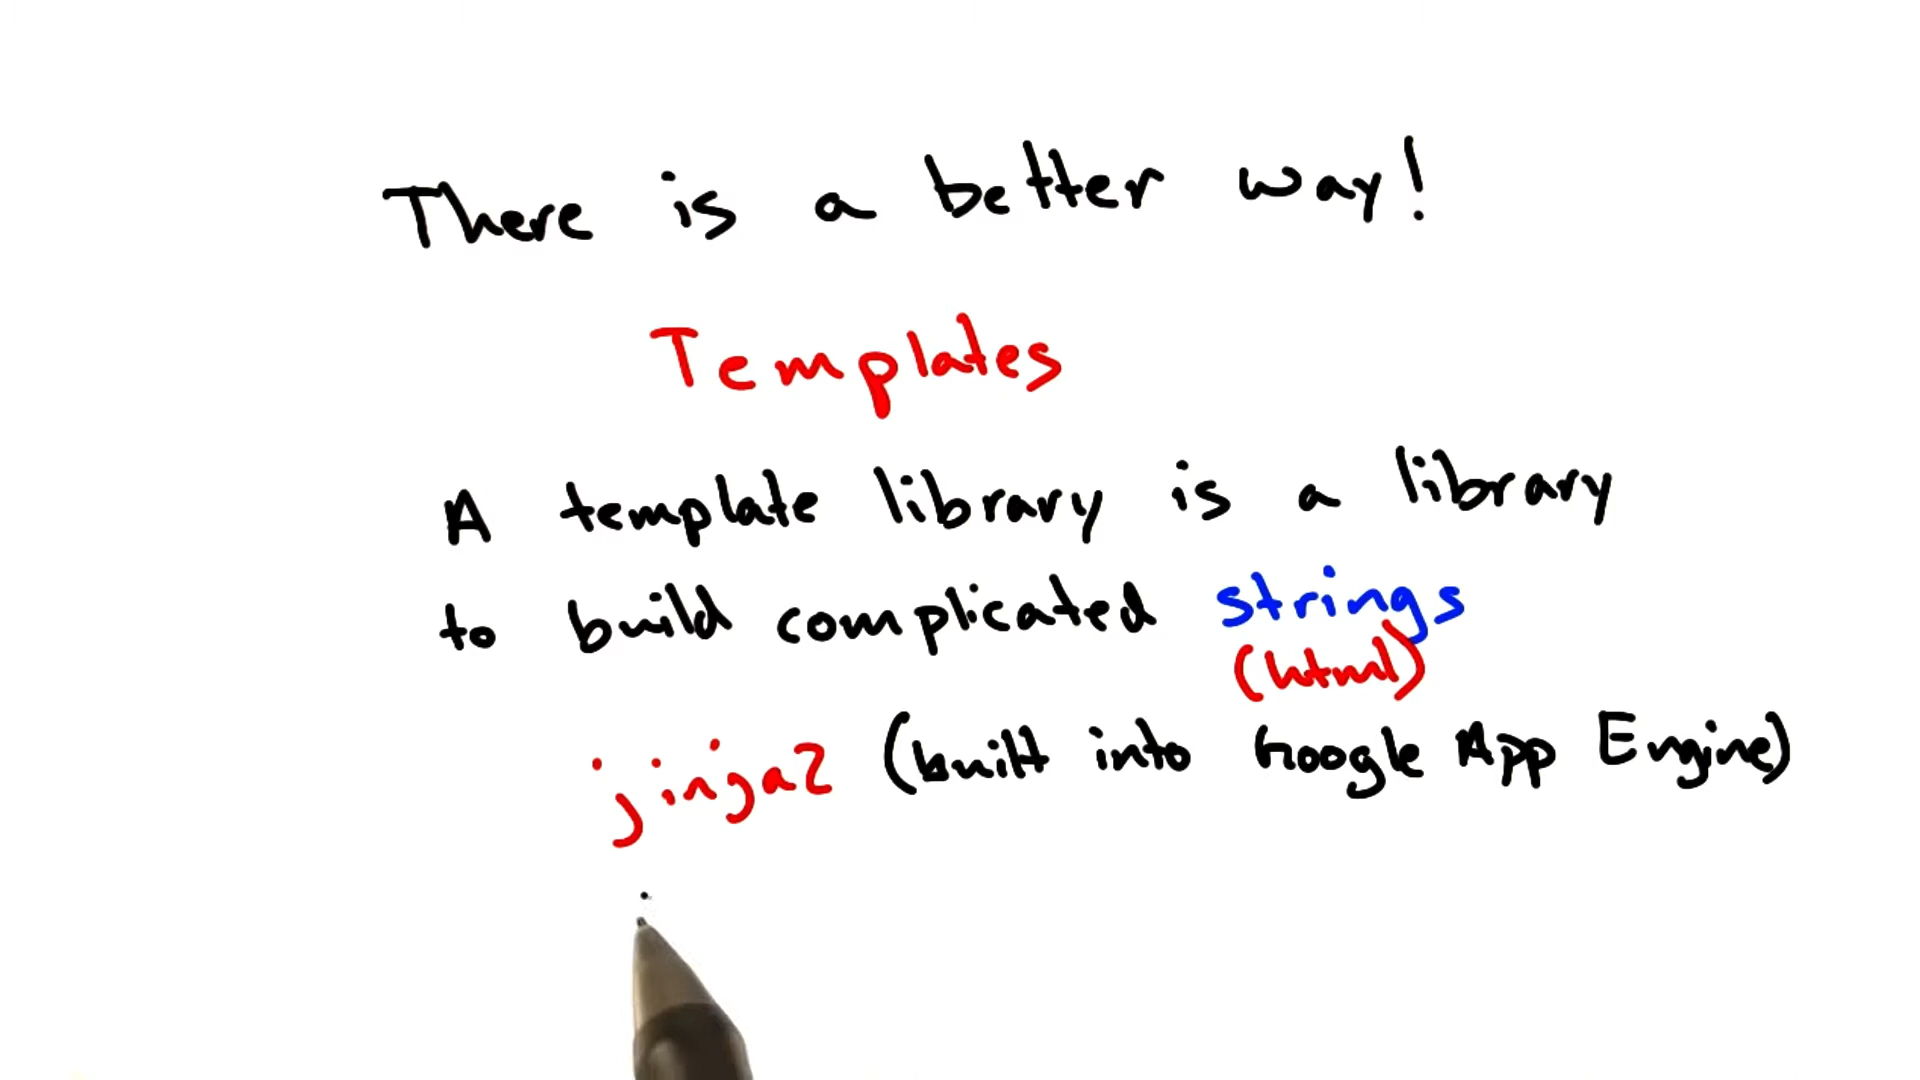 There is a better way!
Templates
A template library is a library
to build complicated strings
(html)
jinja2 (built into Google App Engine)